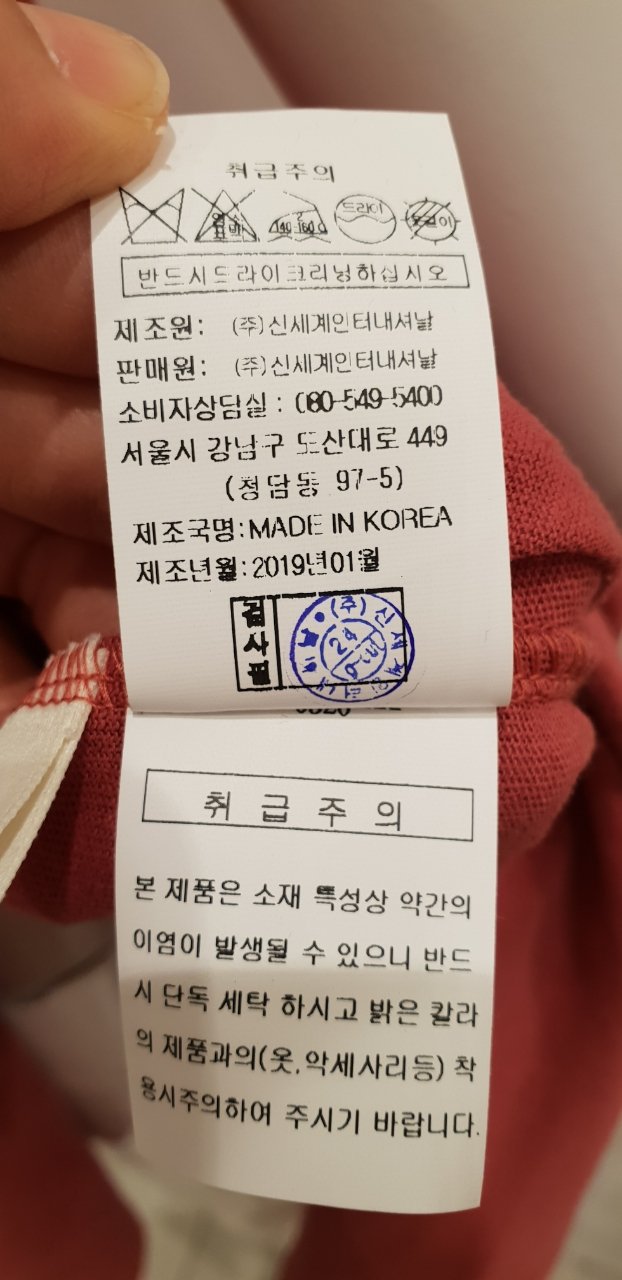 취급주의
드라이
반드시드라이크리닝하십시오
제조원: (주)신세계인터내셔날
판매원: (주)신세계인터내셔날
소비자상담실 : 080-549-5400
서울시 강남구 도산대로 449
(청담동 97-5)
제조국명:MADE IN KOREA
제조년월:2019년01월
검사필
취급주의
본 제품은 소재 특성상 약간의
이염이 발생될 수 있으니 반드
시 단독 세탁 하시고 밝은 칼라
의 제품과의(옷,악세사리등) 착
용시주의하여 주시기 바랍니다.